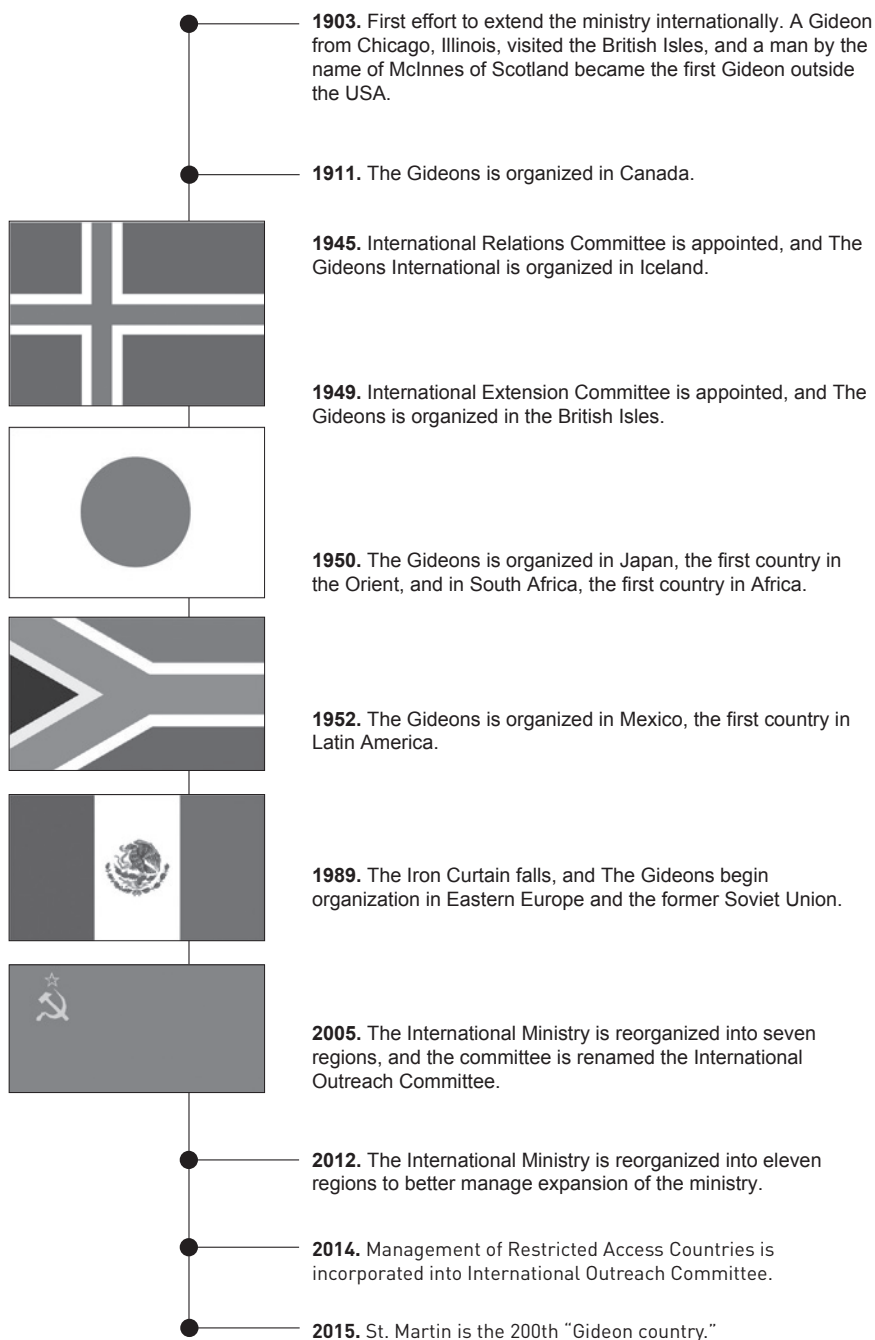 1903. First effort to extend the ministry internationally. A Gideon
from Chicago, Illinois, visited the British Isles, and a man by the
name of McInnes of Scotland became the first Gideon outside
the USA.
1911. The Gideons is organized in Canada.
1945. International Relations Committee is appointed, and The
Gideons International is organized in Iceland.
1949. International Extension Committee is appointed, and The
Gideons is organized in the British Isles.
1950. The Gideons is organized in Japan, the first country in
the Orient, and in South Africa, the first country in Africa.
1952. The Gideons is organized in Mexico, the first country in
Latin America.
1989. The Iron Curtain falls, and The Gideons begin
organization in Eastern Europe and the former Soviet Union.
2005. The International Ministry is reorganized into seven
regions, and the committee is renamed the International
Outreach Committee.
2012. The International Ministry is reorganized into eleven
regions to better manage expansion of the ministry.
2014. Management of Restricted Access Countries is
incorporated into International Outreach Committee.
2015. St. Martin is the 200th “Gideon country.”